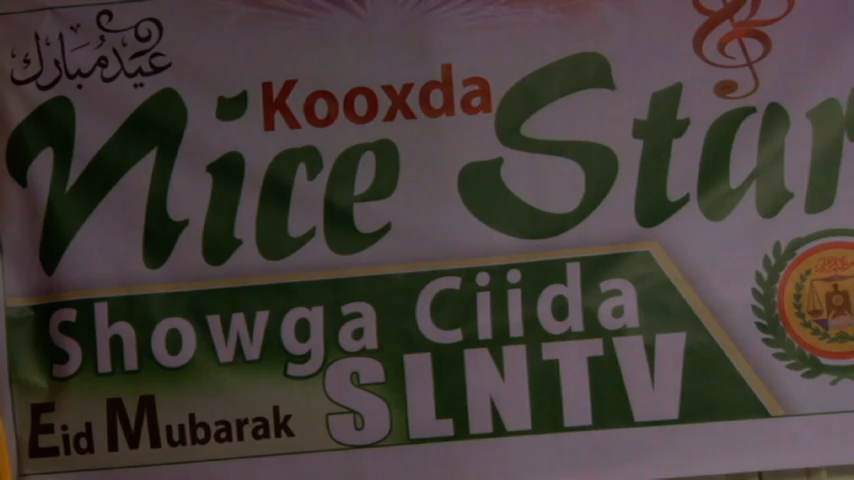 عيد مبارك
Kooxda
Nice Star
Showga Ciida
SLNTV
Eid Mubarak